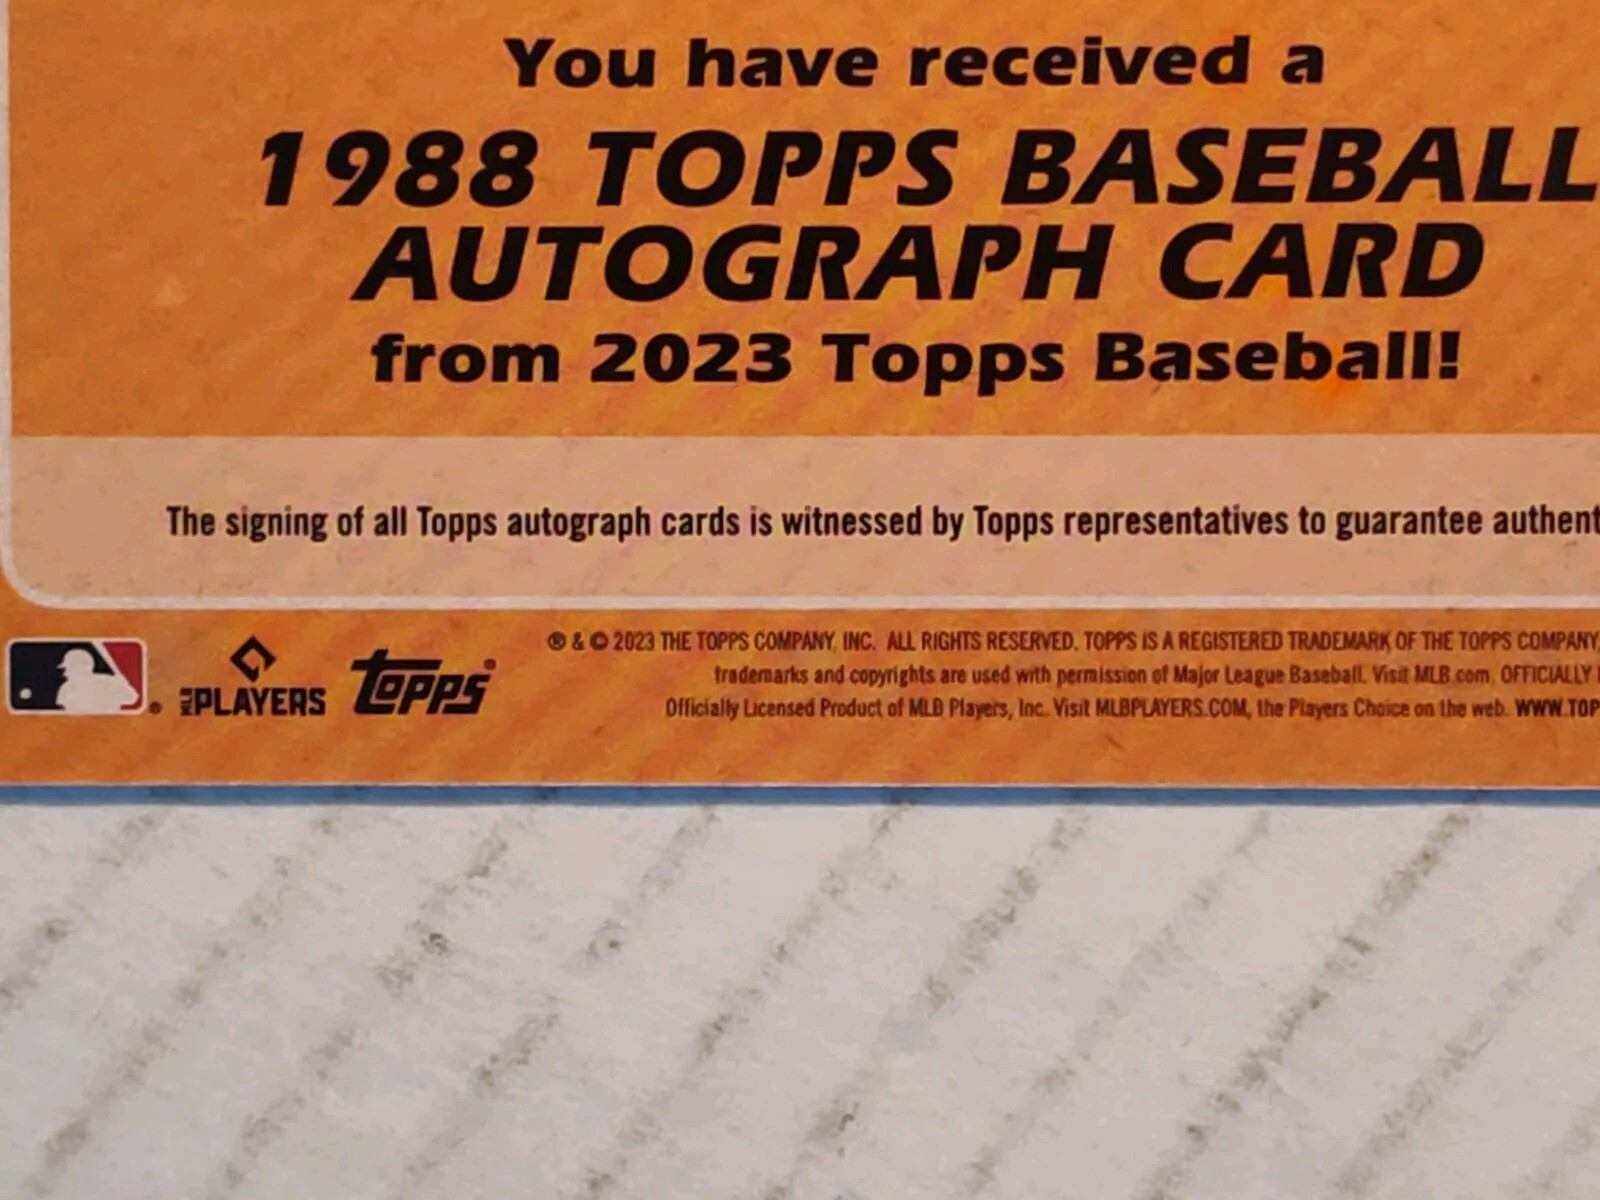 You have received a
1988 TOPPS BASEBALL
AUTOGRAPH CARD
from 2023 Topps Baseball!
The signing of all Topps autograph cards is witnessed by Topps representatives to guarantee authent
MLB PLAYERS
Topps
® & © 2023 THE TOPPS COMPANY, INC. ALL RIGHTS RESERVED. TOPPS IS A REGISTERED TRADEMARK OF THE TOPPS COMPANY,
trademarks and copyrights are used with permission of Major League Baseball. Visit MLB.com. OFFICIALLY
Officially Licensed Product of MLB Players, Inc. Visit MLBPLAYERS.COM, the Players Choice on the web. WWW.TOP